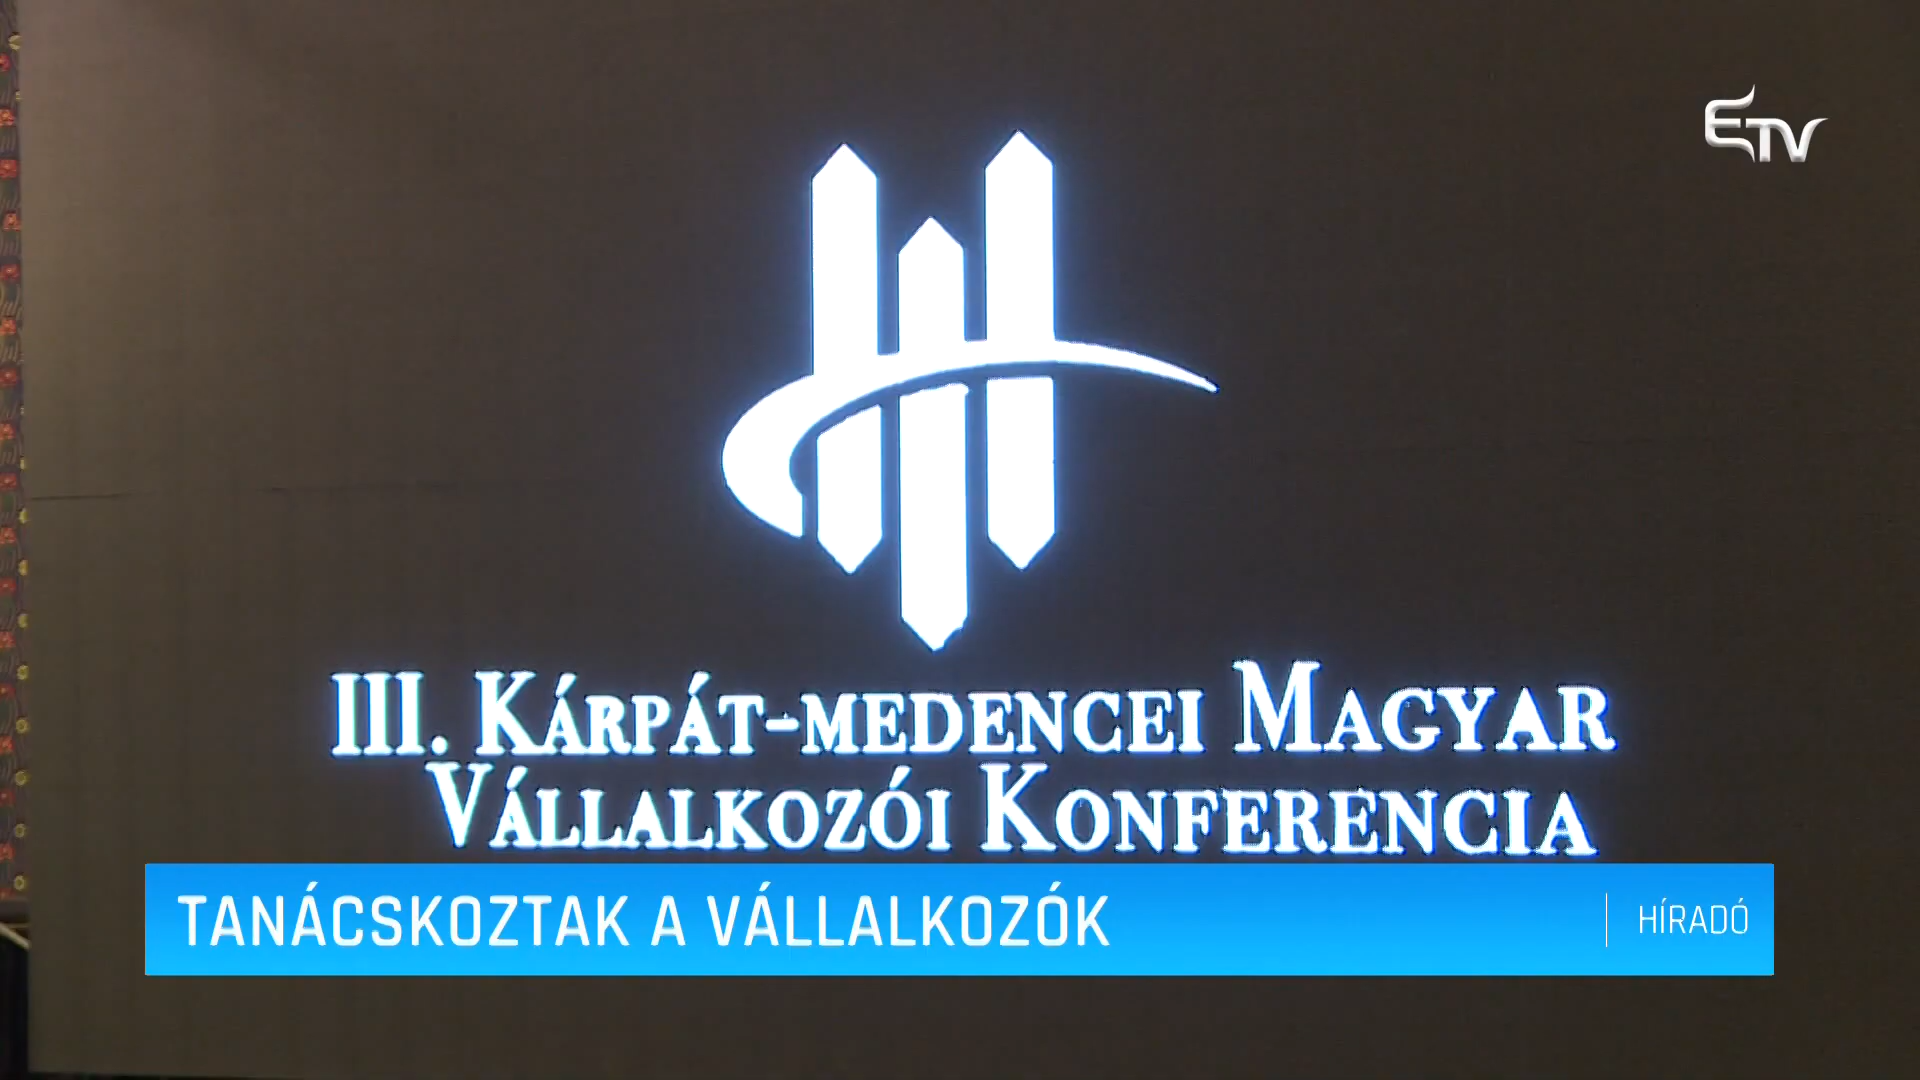 ETV
III. KÁRPÁT-MEDENCEI MAGYAR
VÁLLALKOZÓI KONFERENCIA
TANÁCSKOZTAK A VÁLLALKOZÓK
HÍRADÓ